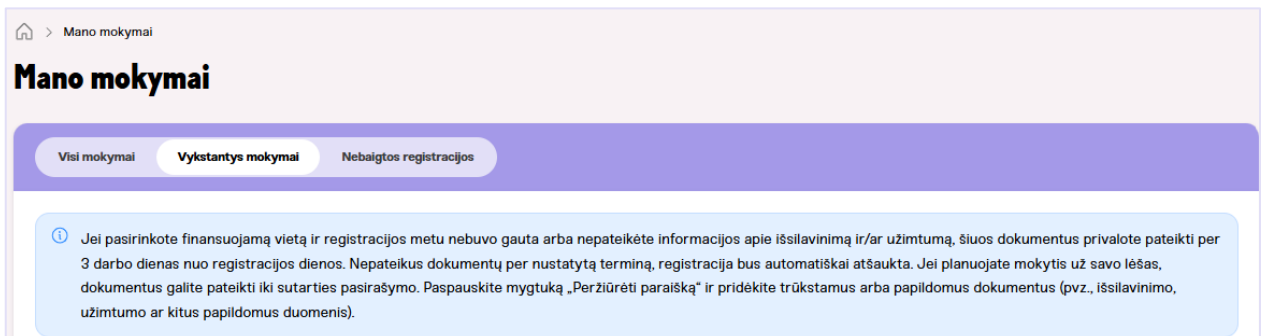 Mano mokymai
Mano mokymai
Visi mokymai Vykstantys mokymai Nebaigtos registracijos
Jei pasirinkote finansuojamą vietą ir registracijos metu nebuvo gauta arba nepateikėte informacijos apie išsilavinimą ir/ar užimtumą, šiuos dokumentus privalote pateikti per
3 darbo dienas nuo registracijos dienos. Nepateikus dokumentų per nustatytą terminą, registracija bus automatiškai atšaukta. Jei planuojate mokytis už savo lėšas,
dokumentus galite pateikti iki sutarties pasirašymo. Paspauskite mygtuką „Peržiūrėti paraišką“ ir pridėkite trūkstamus arba papildomus dokumentus (pvz., išsilavinimo,
užimtumo ar kitus papildomus duomenis).